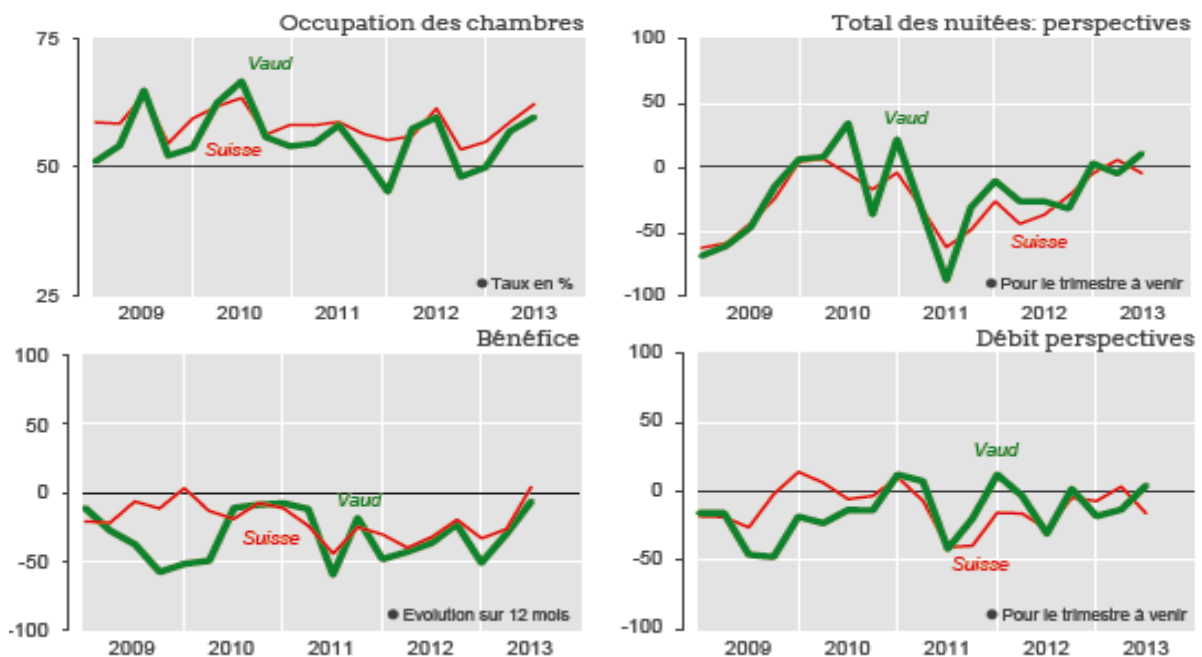 Occupation des chambres
75
50
25
Vaud
Suisse
● Taux en %
2009 2010 2011 2012 2013
Total des nuitées: perspectives
100
50
0
-50
-100
Vaud
Suisse
● Pour le trimestre à venir
2009 2010 2011 2012 2013
Bénéfice
100
50
0
-50
-100
Vaud
Suisse
● Evolution sur 12 mois
2009 2010 2011 2012 2013
Débit perspectives
100
50
0
-50
-100
Vaud
Suisse
● Pour le trimestre à venir
2009 2010 2011 2012 2013